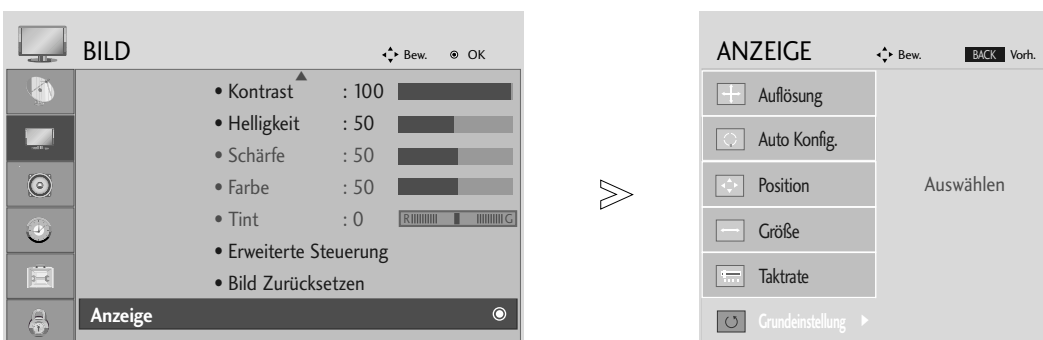 BILD
Bew. OK
• Kontrast : 100
• Helligkeit : 50
• Schärfe : 50
• Farbe : 50
• Tint : 0 R G
• Erweiterte Steuerung
• Bild Zurücksetzen
Anzeige
ANZEIGE
Bew. BACK Vorh.
Auflösung
Auto Konfig.
Position
Größe
Taktrate
Grundeinstellung
Auswählen